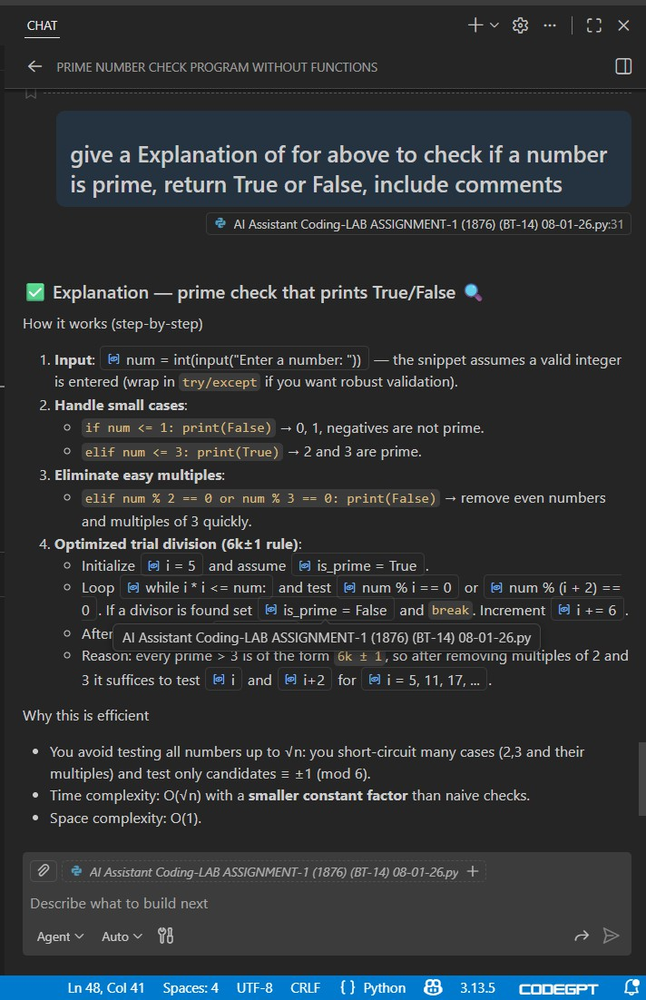 CHAT
PRIME NUMBER CHECK PROGRAM WITHOUT FUNCTIONS
give a Explanation of for above to check if a number
is prime, return True or False, include comments
AI Assistant Coding-LAB ASSIGNMENT-1 (1876) (BT-14) 08-01-26.py:31
✅ Explanation — prime check that prints True/False 🔍
How it works (step-by-step)
1. Input: num = int(input("Enter a number: ")) — the snippet assumes a valid integer
is entered (wrap in try/except if you want robust validation).
2. Handle small cases:
○ if num <= 1: print(False) → 0, 1, negatives are not prime.
○ elif num <= 3: print(True) → 2 and 3 are prime.
3. Eliminate easy multiples:
○ elif num % 2 == 0 or num % 3 == 0: print(False) → remove even numbers
and multiples of 3 quickly.
4. Optimized trial division (6k±1 rule):
○ Initialize i = 5 and assume is_prime = True .
○ Loop while i * i <= num: and test num % i == 0 or num % (i + 2) ==
0 . If a divisor is found set is_prime = False and break. Increment i += 6 .
○ After
AI Assistant Coding-LAB ASSIGNMENT-1 (1876) (BT-14) 08-01-26.py
○ Reason: every prime > 3 is of the form 6k ± 1, so after removing multiples of 2 and
3 it suffices to test i and i+2 for i = 5, 11, 17, ... .
Why this is efficient
• You avoid testing all numbers up to √n: you short-circuit many cases (2,3 and their
multiples) and test only candidates ≡ ±1 (mod 6).
• Time complexity: O(√n) with a smaller constant factor than naive checks.
• Space complexity: O(1).
AI Assistant Coding-LAB ASSIGNMENT-1 (1876) (BT-14) 08-01-26.py
Describe what to build next
Agent Auto
Ln 48, Col 41 Spaces: 4 UTF-8 CRLF { } Python 3.13.5 CODEGPT